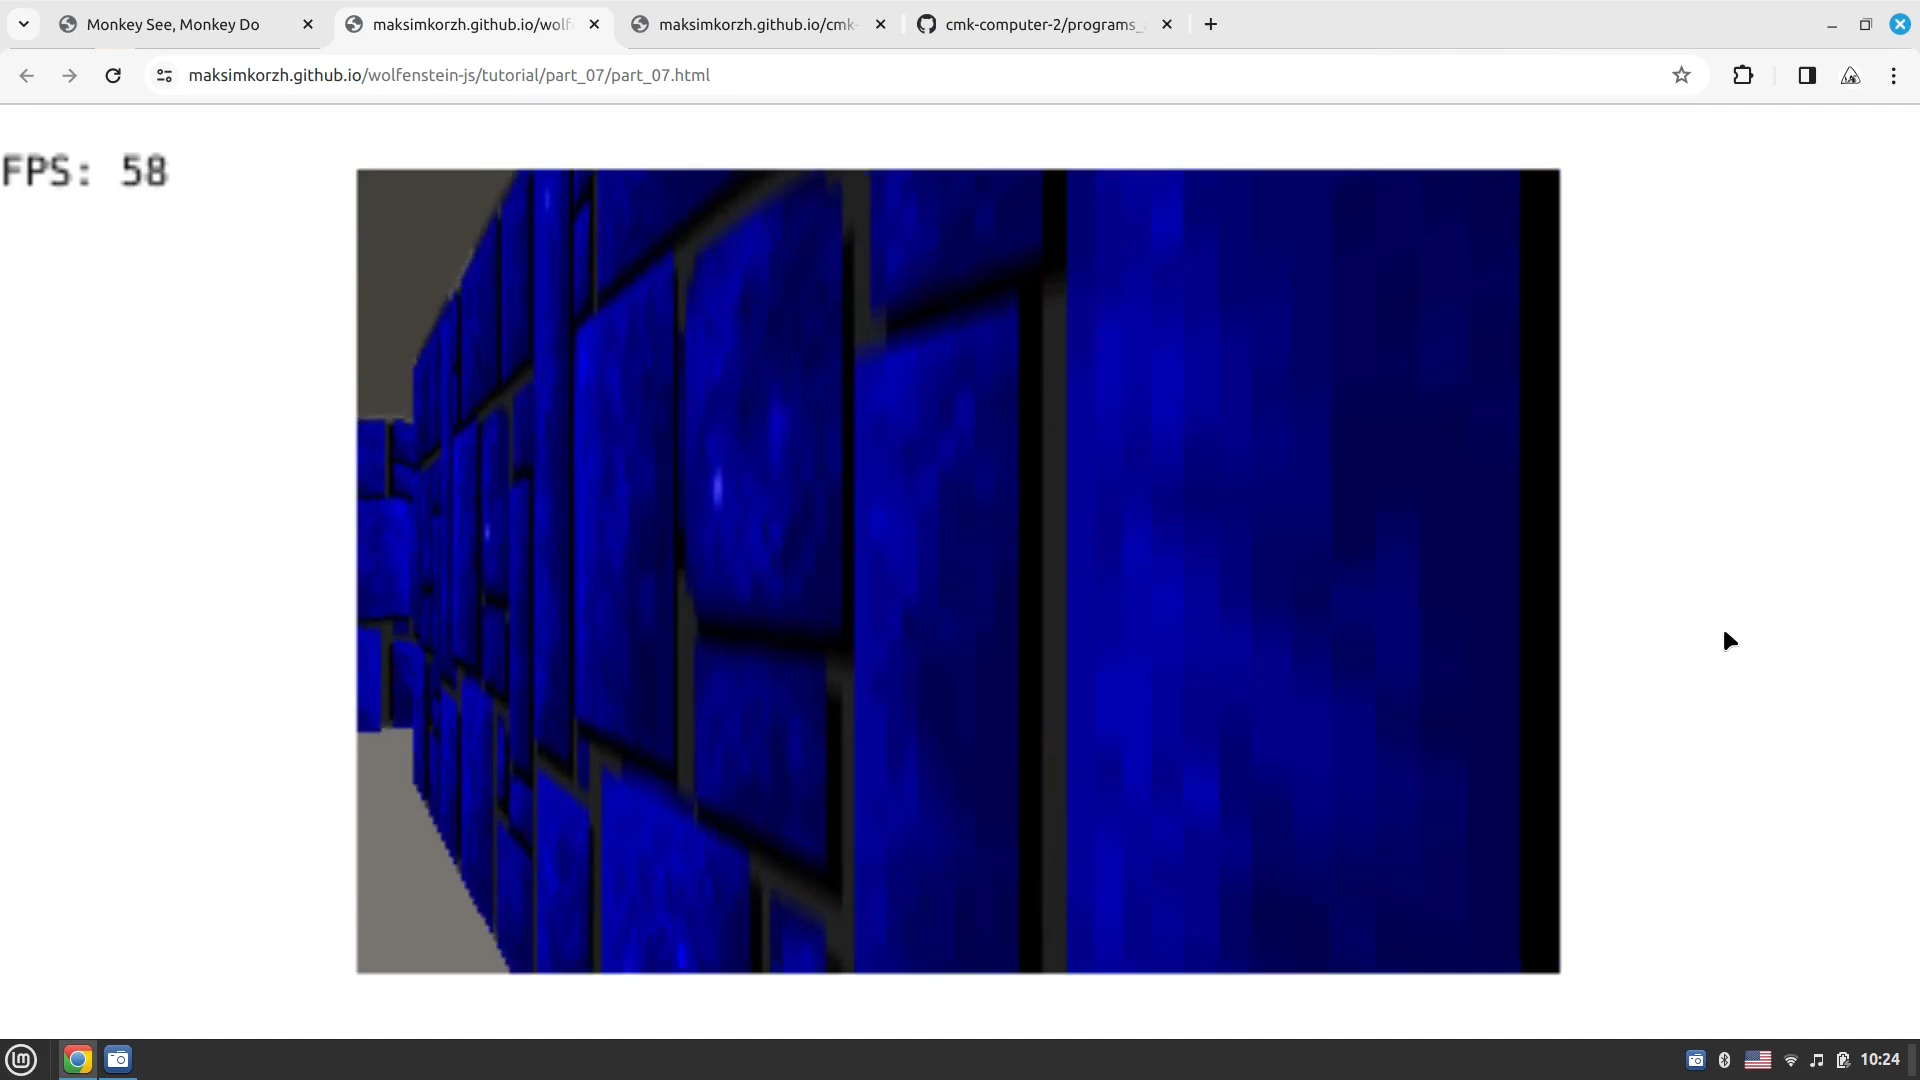 Monkey See, Monkey Do
maksimkorzh.github.io/wolf
maksimkorzh.github.io/cmk-
cmk-computer-2/programs_
maksimkorzh.github.io/wolfenstein-js/tutorial/part_07/part_07.html
FPS: 58
10:24